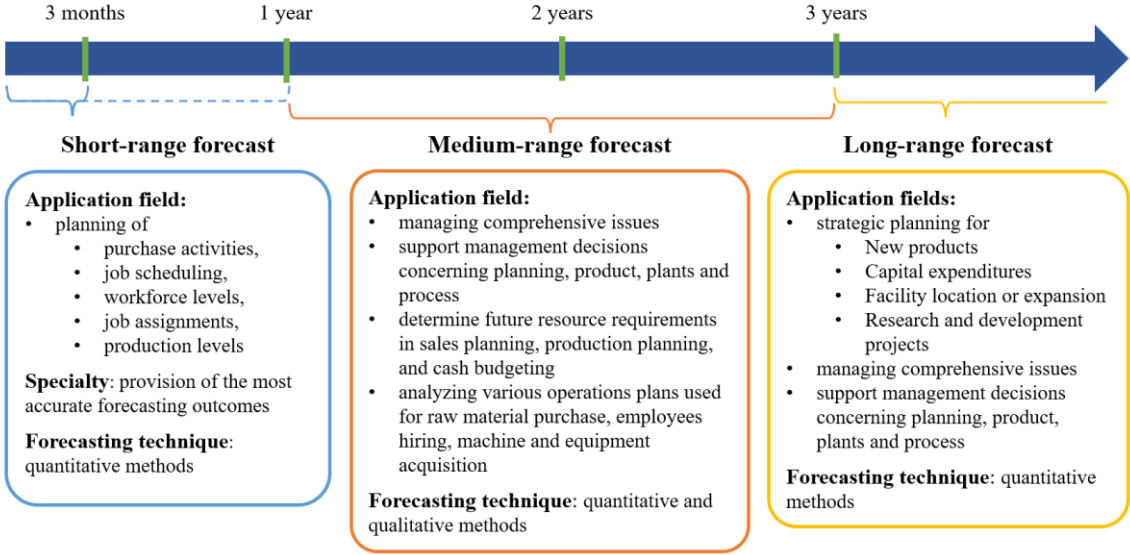 3 months
1 year
2 years
3 years
Short-range forecast
Medium-range forecast
Long-range forecast
Application field:
• planning of
• purchase activities,
• job scheduling,
• workforce levels,
• job assignments,
• production levels
Specialty: provision of the most
accurate forecasting outcomes
Forecasting technique:
quantitative methods
Application field:
• managing comprehensive issues
• support management decisions
concerning planning, product, plants and
process
• determine future resource requirements
in sales planning, production planning,
and cash budgeting
• analyzing various operations plans used
for raw material purchase, employees
hiring, machine and equipment
acquisition
Forecasting technique: quantitative and
qualitative methods
Application fields:
• strategic planning for
• New products
• Capital expenditures
• Facility location or expansion
• Research and development
projects
• managing comprehensive issues
• support management decisions
concerning planning, product,
plants and process
Forecasting technique: quantitative
methods